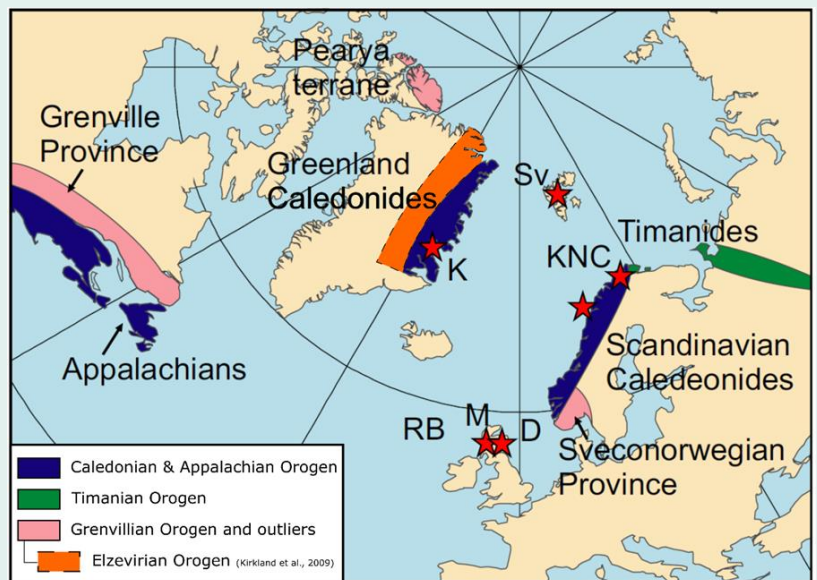 Pearya
terrane
Grenville
Province
Greenland
Caledonides
Sv
Timanides
KNC
K
Appalachians
Scandinavian
Caledeonides
M
RB
D
Sveconorwegian
Province
Caledonian & Appalachian Orogen
Timanian Orogen
Grenvillian Orogen and outliers
Elzevirian Orogen (Kirkland et al., 2009)